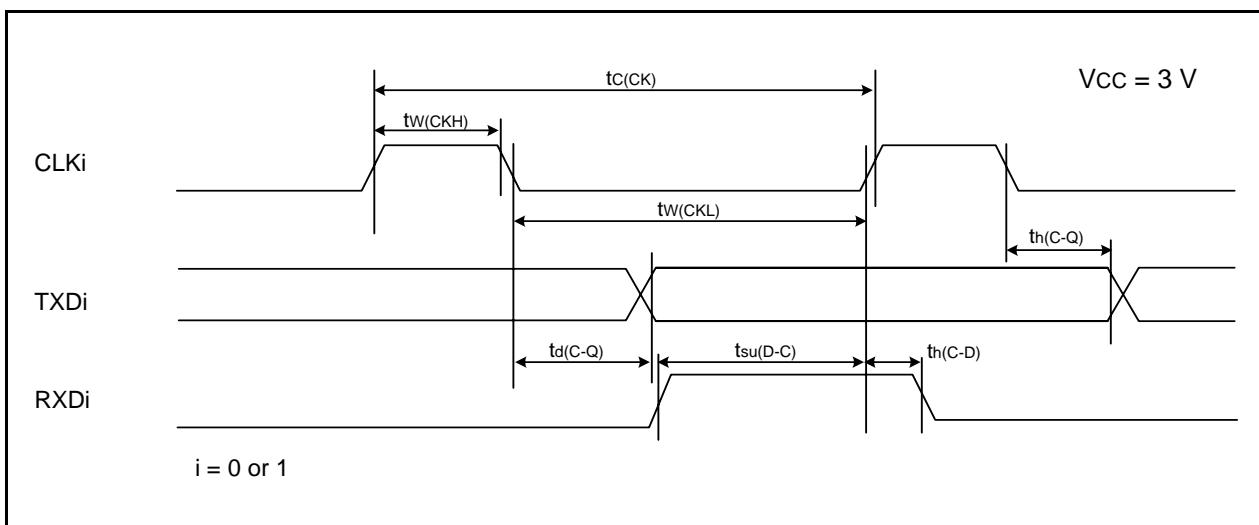 tC(CK)
VCC = 3 V
tW(CKH)
CLKi
tW(CKL)
th(C-Q)
TXDi
td(C-Q)
tsu(D-C)
th(C-D)
RXDi
i = 0 or 1